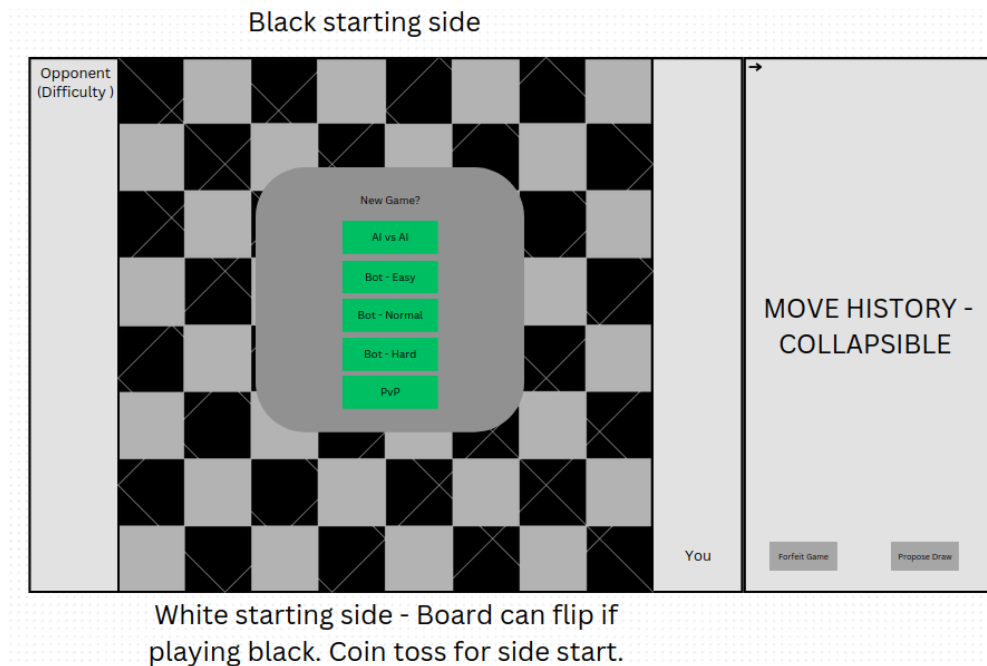 Black starting side
Opponent
(Difficulty )
New Game?
AI vs AI
Bot - Easy
Bot - Normal
Bot - Hard
PvP
MOVE HISTORY -
COLLAPSIBLE
You
Forfeit Game
Propose Draw
White starting side - Board can flip if
playing black. Coin toss for side start.